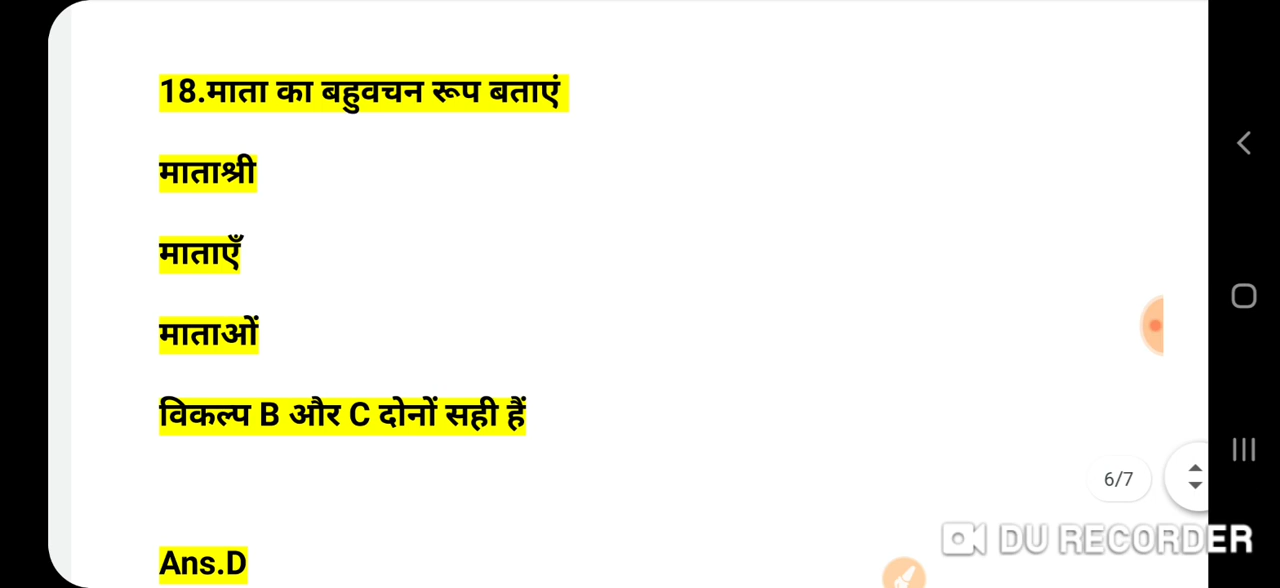 18.माता का बहुवचन रूप बताएं
माताश्री
माताएँ
माताओं
विकल्प B और C दोनों सही हैं
6/7
DU RECORDER
Ans.D